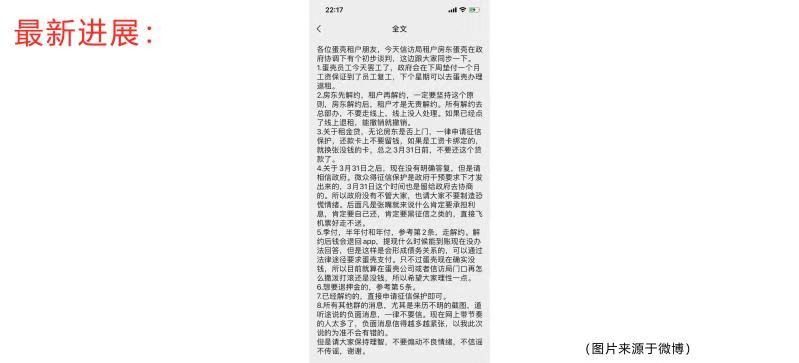 最新进展：
22:17
全文
各位蛋壳租户朋友，今天信访局租户房东蛋壳在政
府协调下有个初步谈判，这边跟大家同步一下。
1.蛋壳员工今天罢工了，政府会在下周垫付一个月
工资保证到了员工复工，下个星期可以去蛋壳办理
退租。
2.房东先解约，租户再解约，一定要坚持这个原
则，房东解约后，租户才是无责解约。所有解约去
总部办，不要走线上，线上没人处理。如果已经点
了线上退租，能撤销就撤销。
3.关于租金贷，无论房东是否上门，一律申请征信
保护，还款卡上不要留钱，如果是工资卡绑定的，
就换张没钱的卡，总之3月31日前，不要还这个贷
款了。
4.关于3月31日之后，现在没有明确答复，但是请
相信政府。微众得征信保护是政府干预要求下才发
出来的，3月31日这个时间也是留给政府去协商
的。所以政府没有不管大家，也请大家不要制造恐
慌情绪。后面凡是张嘴就来说什么肯定要承担利
息，肯定要自己还，肯定要黑征信之类的，直接飞
机票好走不送。
5.季付，半年付和年付，参考第2条，走解约。解
约后钱会退回app，提现什么时候能到账现在没办
法回答，但是这样是会形成债务关系的，可以通过
法律途径要求蛋壳支付。只不过蛋壳现在确实没
钱，所以目前就算在蛋壳公司或者信访局门口再怎
么撒泼打滚还是没钱，所以希望大家理性一点。
6.想要退押金的，参考第5条。
7.已经解约的，直接申请征信保护即可。
8.所有其他群的消息，尤其是来历不明的截图，道
听途说的负面消息，一律不要信。现在网上带节奏
的人太多了，负面消息信得越多越紧张，以我此次
说的为准不会有错的。
但是请大家保持理智，不要煽动不良情绪，不信谣
不传谣，谢谢。
（图片来源于微博）